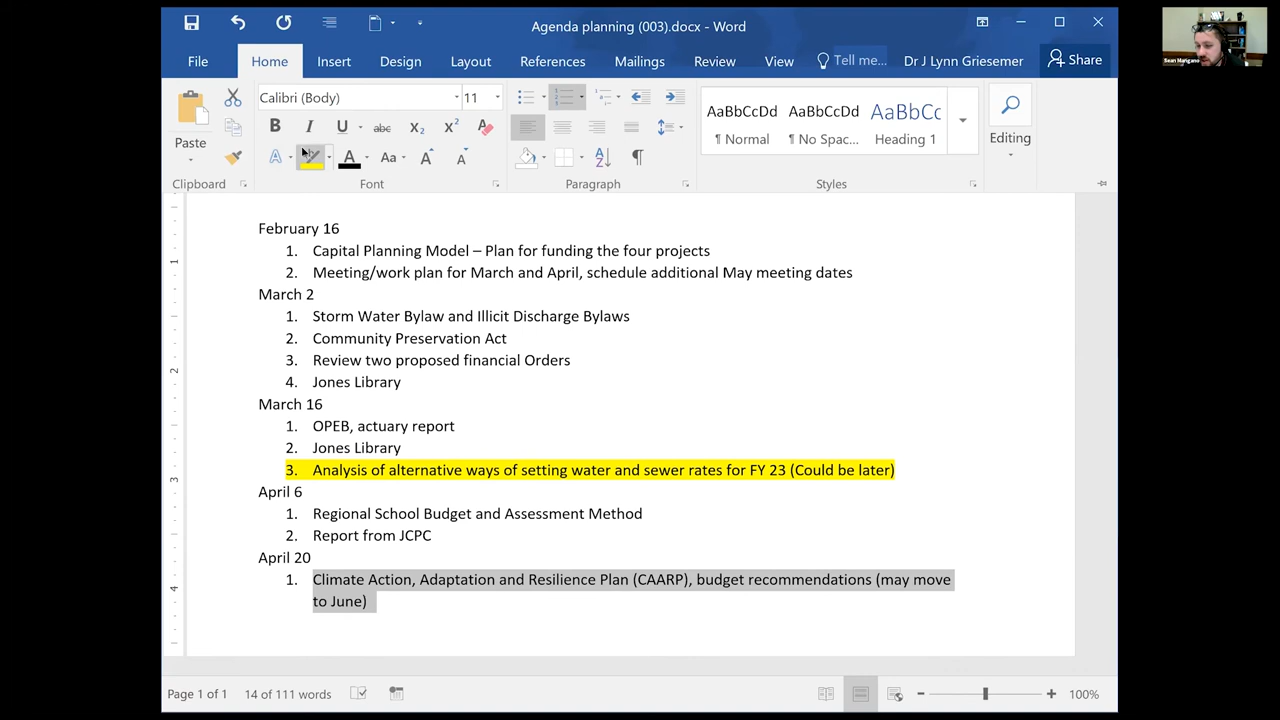 Agenda planning (003).docx - Word
File Home Insert Design Layout References Mailings Review View Tell me... Dr J Lynn Griesemer Share
Sean Mangano
Calibri (Body) 11
AaBbCcDd AaBbCcDd AaBbCc
Paste
B I U abc X₂ X² A
¶ Normal ¶ No Spac... Heading 1
Editing
A ab A Aa A A
Clipboard Font Paragraph Styles
February 16
1. Capital Planning Model – Plan for funding the four projects
2. Meeting/work plan for March and April, schedule additional May meeting dates
March 2
1. Storm Water Bylaw and Illicit Discharge Bylaws
2. Community Preservation Act
3. Review two proposed financial Orders
4. Jones Library
March 16
1. OPEB, actuary report
2. Jones Library
3. Analysis of alternative ways of setting water and sewer rates for FY 23 (Could be later)
April 6
1. Regional School Budget and Assessment Method
2. Report from JCPC
April 20
1. Climate Action, Adaptation and Resilience Plan (CAARP), budget recommendations (may move
to June)
Page 1 of 1 14 of 111 words 100%